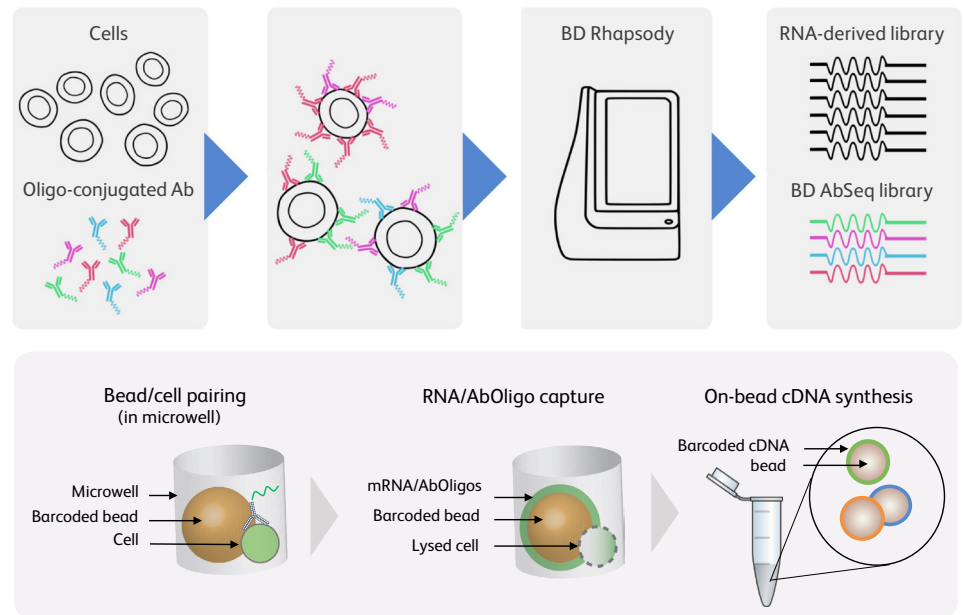 Cells
Oligo-conjugated Ab
BD Rhapsody
RNA-derived library
BD AbSeq library
Bead/cell pairing
(in microwell)
Microwell
Barcoded bead
Cell
RNA/AbOligo capture
mRNA/AbOligos
Barcoded bead
Lysed cell
On-bead cDNA synthesis
Barcoded cDNA
bead